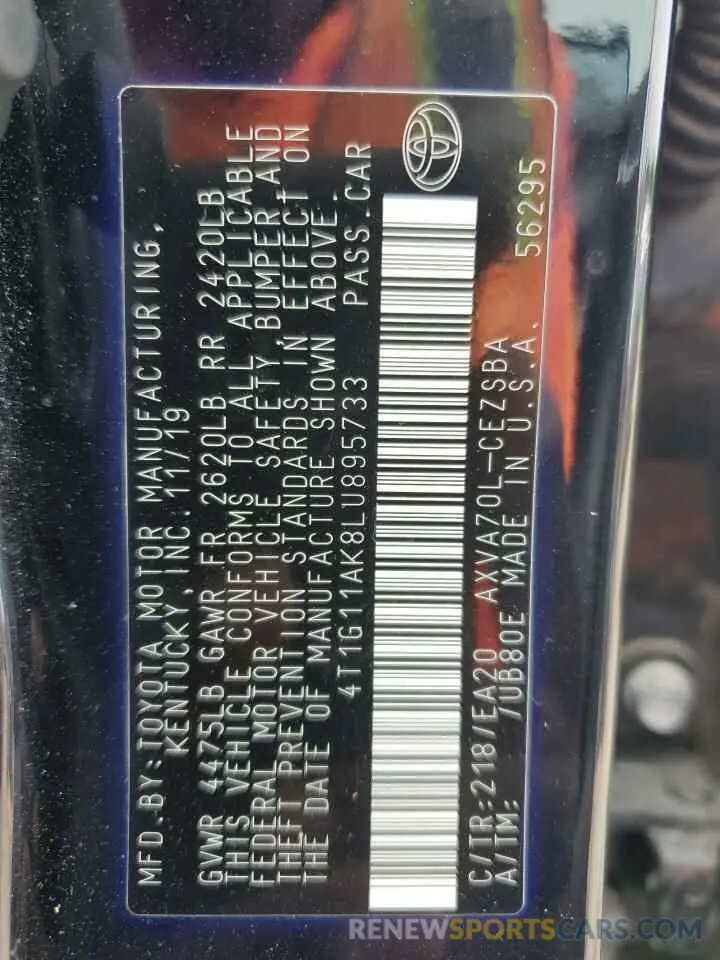 MFD.BY:TOYOTA MOTOR MANUFACTURING,
KENTUCKY,INC. 11/19
GVWR 4475LB GAWR FR 2620LB RR 2420LB
THIS VEHICLE CONFORMS TO ALL APPLICABLE
FEDERAL MOTOR VEHICLE SAFETY,BUMPER AND
THEFT PREVENTION STANDARDS IN EFFECT ON
THE DATE OF MANUFACTURE SHOWN ABOVE.
4T1G11AK8LU895733 PASS.CAR
C/TR:218/EA20 AXVA70L-CEZSBA
A/TM: /UB80E MADE IN U.S.A. 56295
RENEWSPORTSCARS.COM